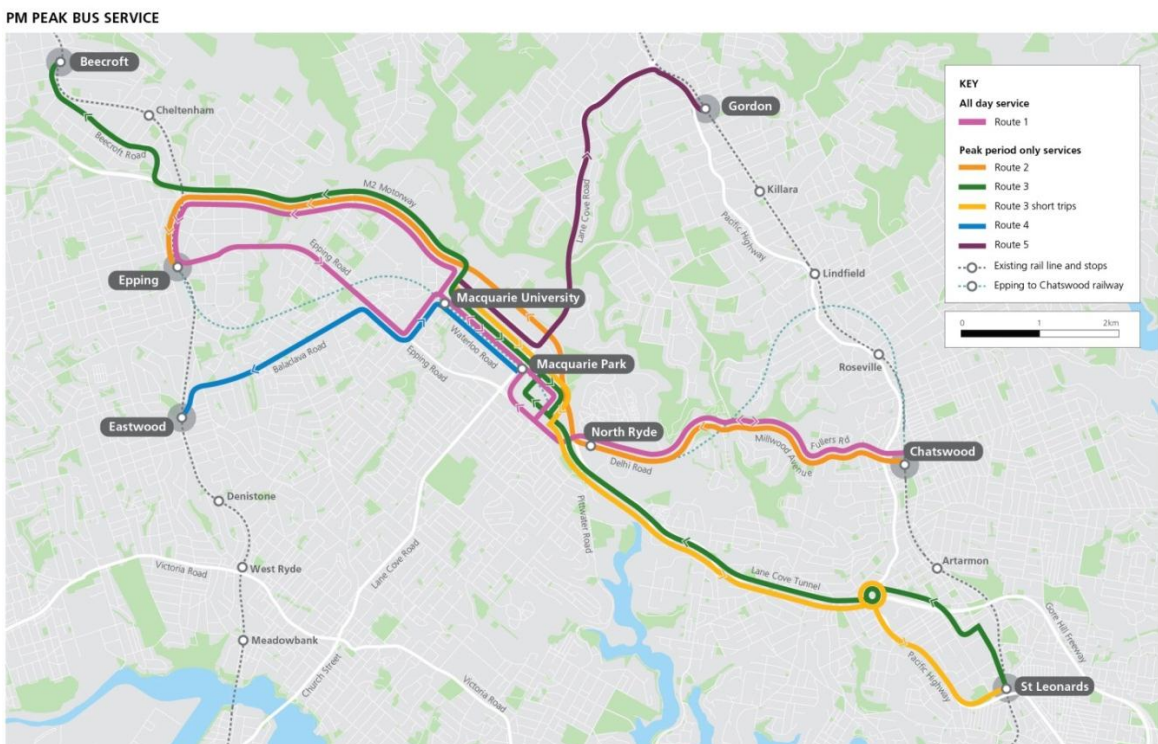 PM PEAK BUS SERVICE
Beecroft
Cheltenham
Beecroft Road
M2 Motorway
Gordon
Killara
Lane Cove Road
Pacific Highway
Lindfield
Roseville
Epping
Epping Road
Macquarie University
Waterloo Road
Macquarie Park
Epping Road
Balaclava Road
Eastwood
North Ryde
Delhi Road
Millwood Avenue
Fullers Rd
Chatswood
Denistone
West Ryde
Victoria Road
Lane Cove Road
Pittwater Road
Lane Cove Tunnel
Artarmon
Gore Hill Freeway
Meadowbank
Church Street
Victoria Road
Pacific Highway
St Leonards
KEY
All day service
Route 1
Peak period only services
Route 2
Route 3
Route 3 short trips
Route 4
Route 5
Existing rail line and stops
Epping to Chatswood railway
0 1 2km